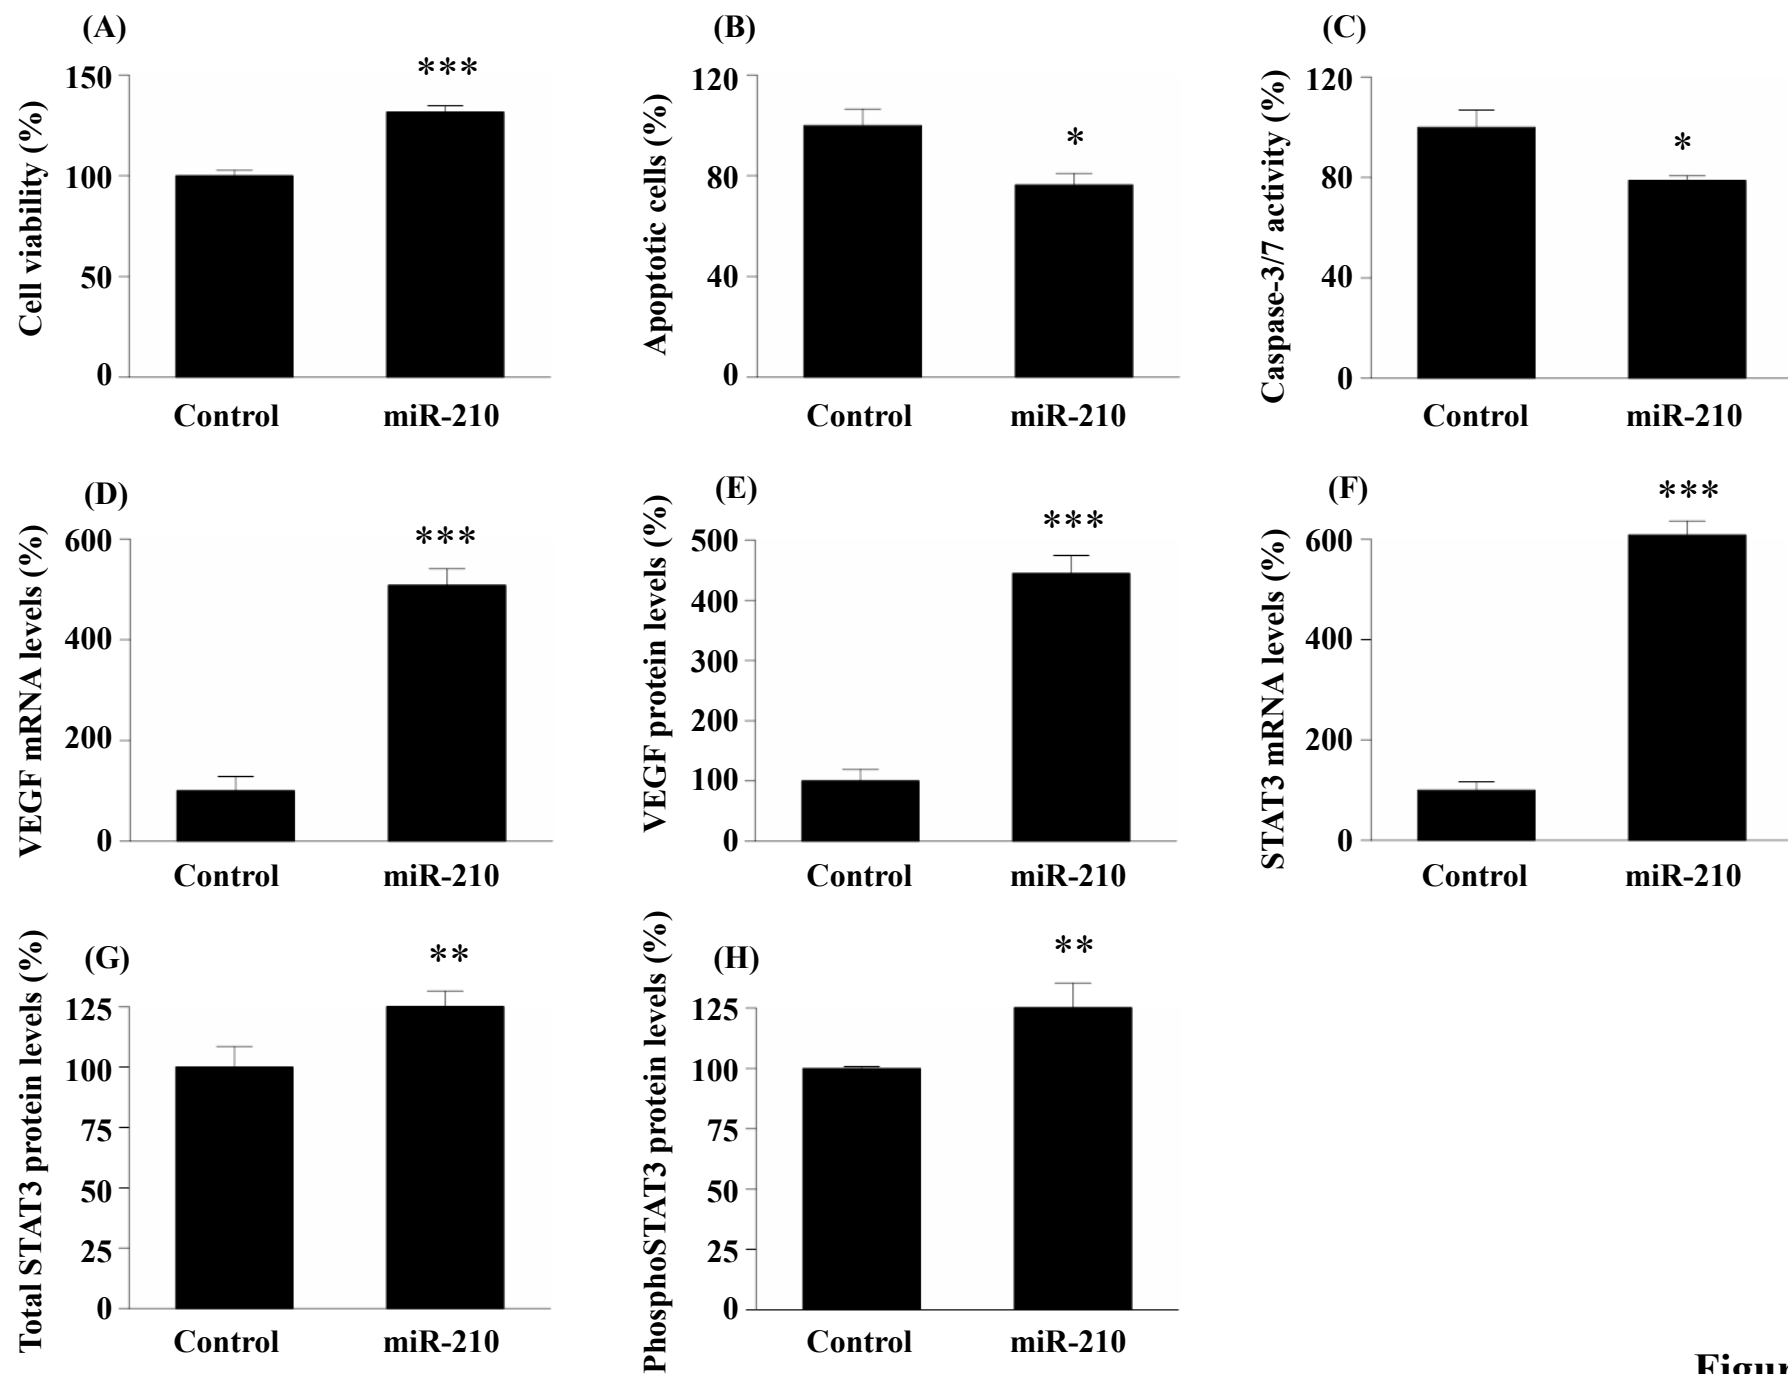 (A)
Cell viability (%)
150
100
50
0
***
Control miR-210
(B)
Apoptotic cells (%)
120
80
40
0
*
Control miR-210
(C)
Caspase-3/7 activity (%)
120
80
40
0
*
Control miR-210
(D)
VEGF mRNA levels (%)
600
400
200
0
***
Control miR-210
(E)
VEGF protein levels (%)
500
400
300
200
100
0
***
Control miR-210
(F)
STAT3 mRNA levels (%)
600
400
200
0
***
Control miR-210
(G)
Total STAT3 protein levels (%)
125
100
75
50
25
0
**
Control miR-210
(H)
PhosphoSTAT3 protein levels (%)
125
100
75
50
25
0
**
Control miR-210
Figur